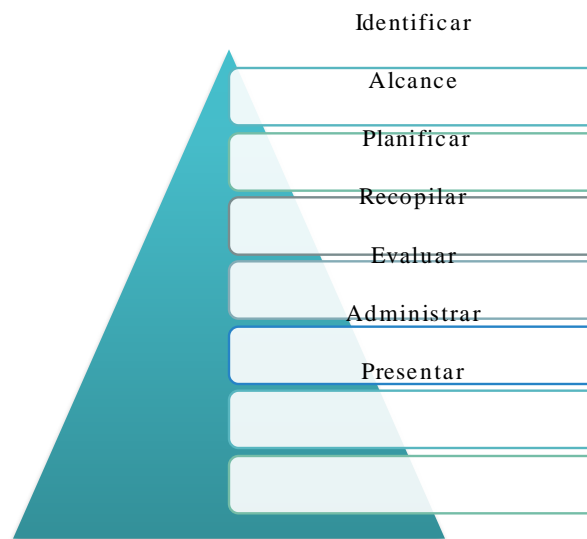 Identificar
Alcance
Planificar
Recopilar
Evaluar
Administrar
Presentar